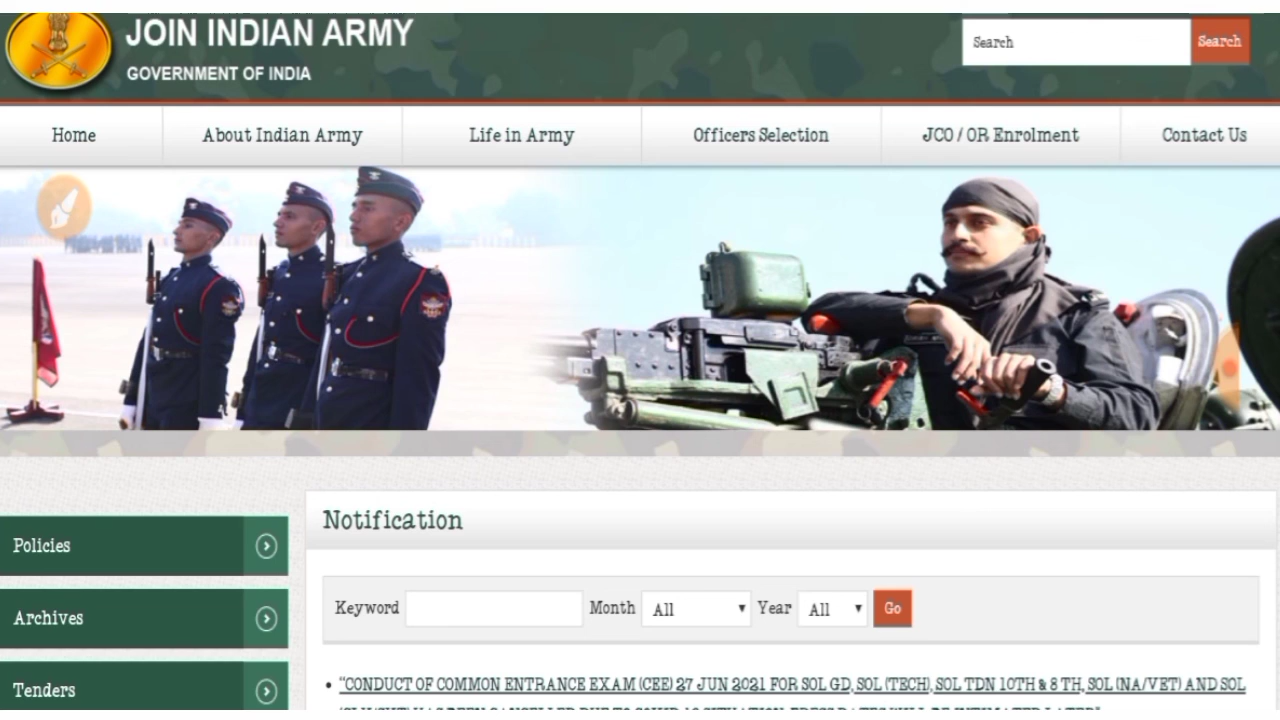 JOIN INDIAN ARMY
GOVERNMENT OF INDIA
Search Search
Home About Indian Army Life in Army Officers Selection JCO / OR Enrolment Contact Us
Notification
Policies
Keyword Month All Year All Go
Archives
Tenders
• "CONDUCT OF COMMON ENTRANCE EXAM (CEE) 27 JUN 2021 FOR SOL GD, SOL (TECH), SOL TDN 10TH & 8 TH, SOL (NA/VET) AND SOL